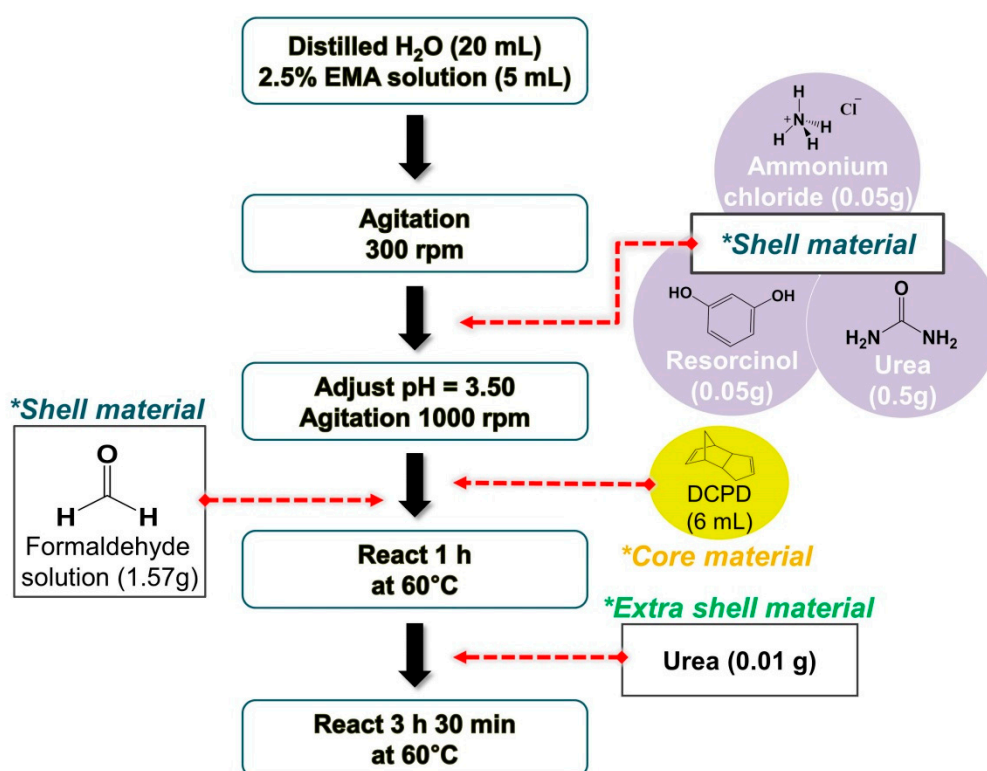 Distilled H₂O (20 mL)
2.5% EMA solution (5 mL)
Agitation
300 rpm
H
H
N
+
H
H
Cl⁻
Ammonium
chloride (0.05g)
*Shell material
HO
OH
Resorcinol
(0.05g)
O
H₂N
NH₂
Urea
(0.5g)
Adjust pH = 3.50
Agitation 1000 rpm
*Shell material
O
H
H
Formaldehyde
solution (1.57g)
DCPD
(6 mL)
*Core material
React 1 h
at 60°C
*Extra shell material
Urea (0.01 g)
React 3 h 30 min
at 60°C